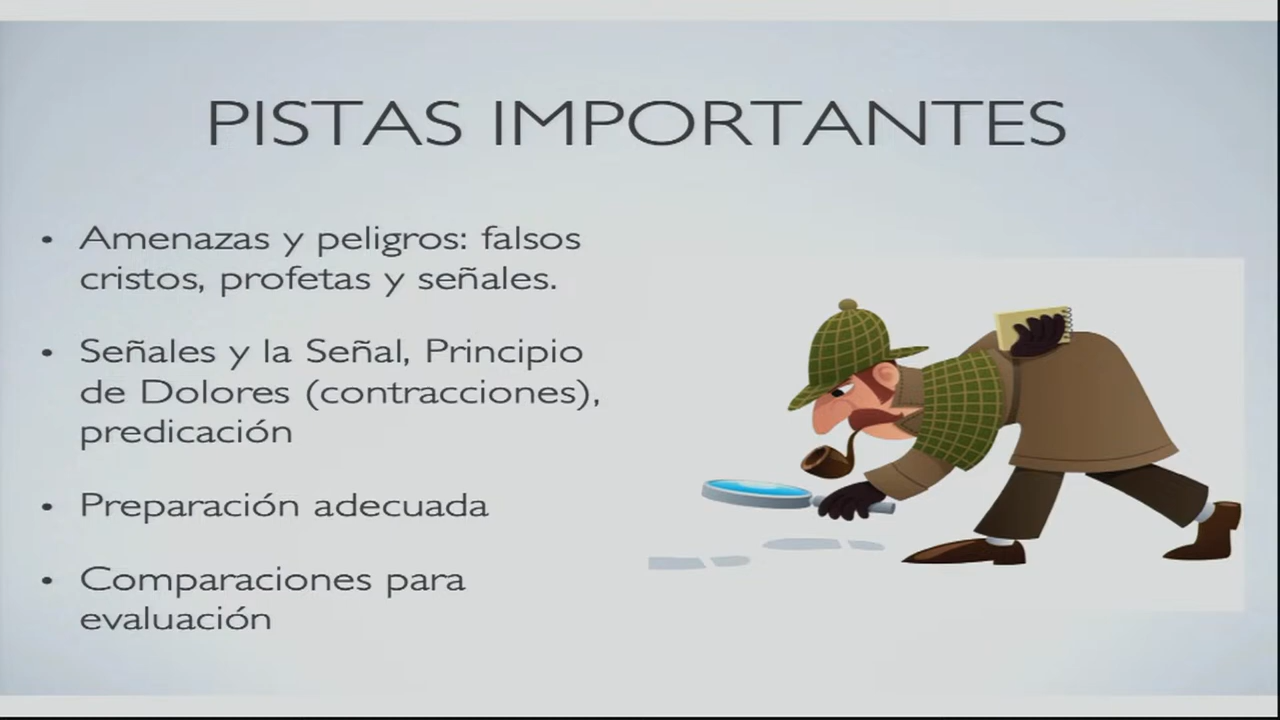 PISTAS IMPORTANTES
• Amenazas y peligros: falsos
cristos, profetas y señales.
• Señales y la Señal, Principio
de Dolores (contracciones),
predicación
• Preparación adecuada
• Comparaciones para
evaluación